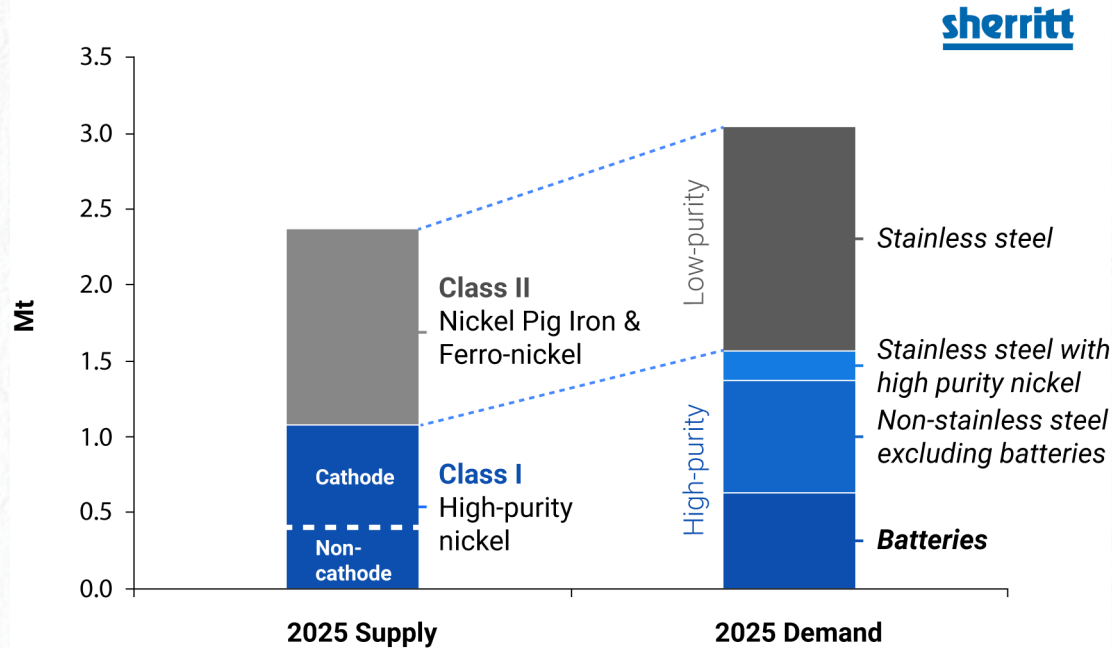 sherritt
3.5
3.0
2.5
2.0
1.5
1.0
0.5
0.0
Mt
Class II
Nickel Pig Iron &
Ferro-nickel
Cathode
Non-
cathode
Class I
High-purity
nickel
Low-purity
High-purity
Stainless steel
Stainless steel with
high purity nickel
Non-stainless steel
excluding batteries
Batteries
2025 Supply
2025 Demand